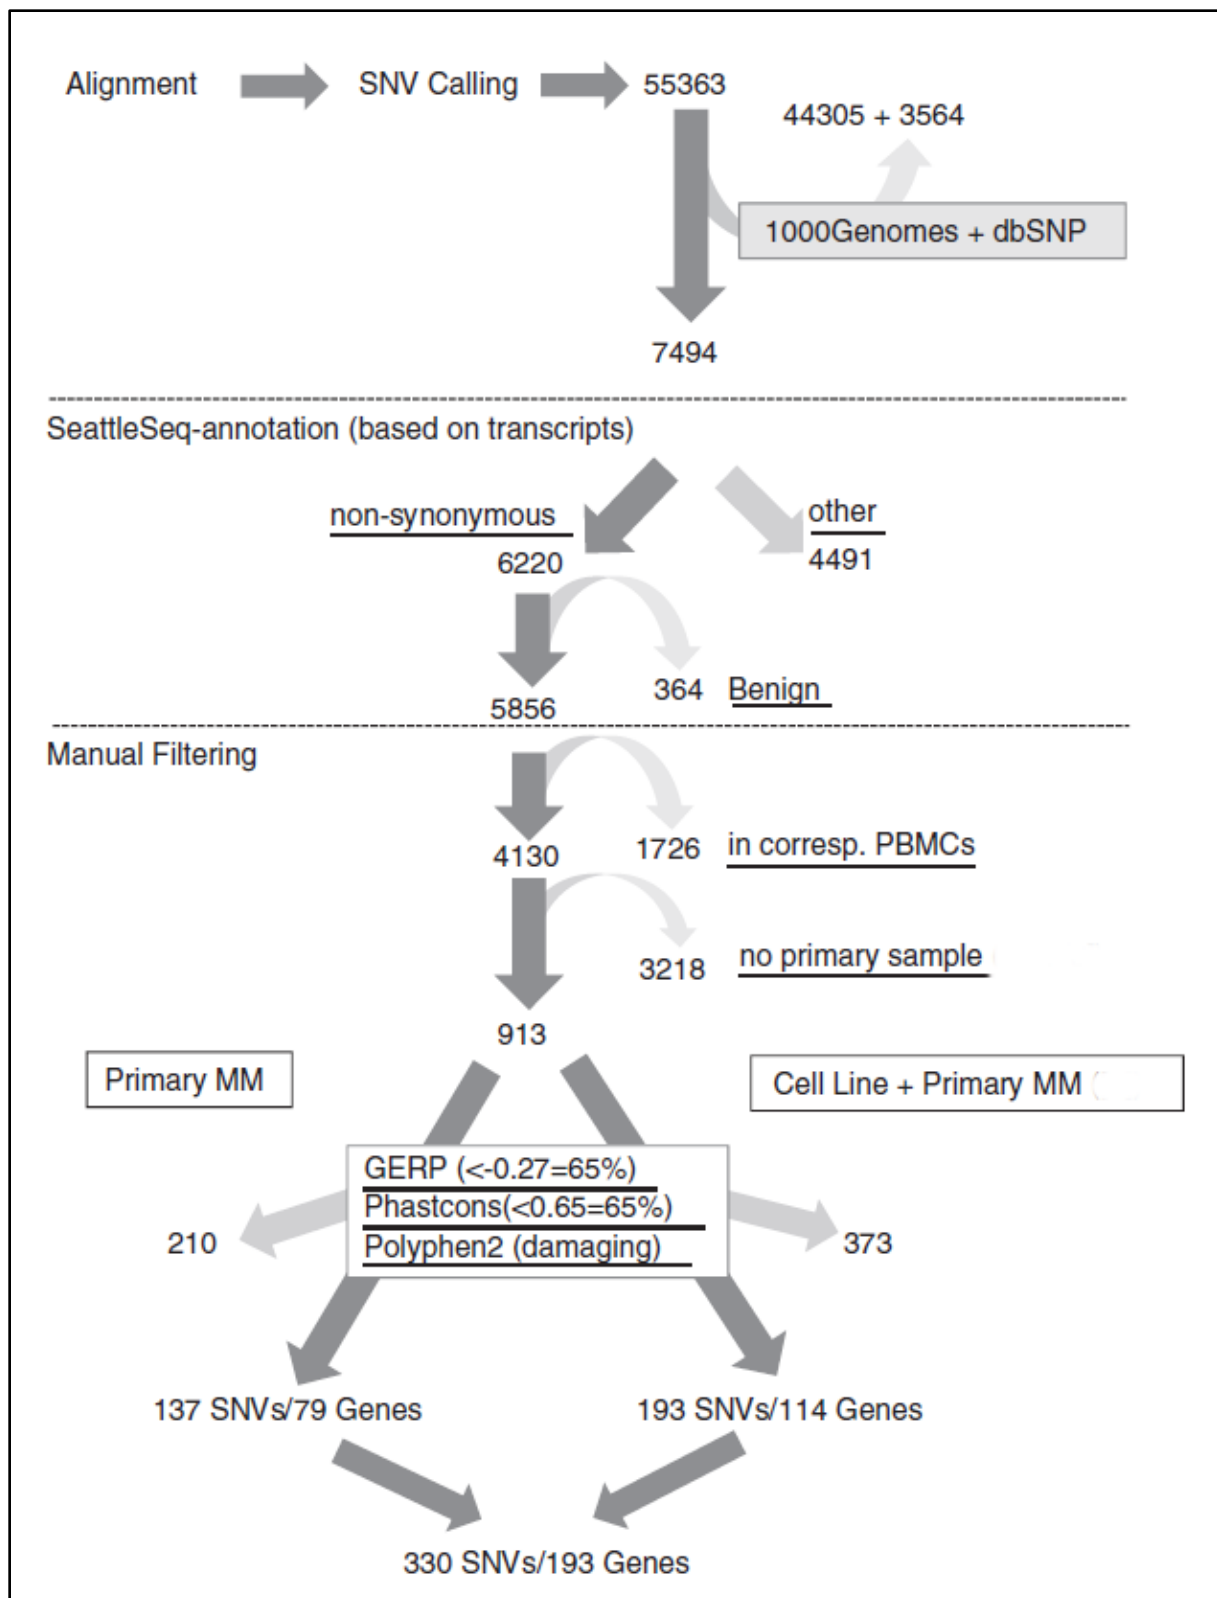 Alignment SNV Calling 55363
44305 + 3564
1000Genomes + dbSNP
7494
SeattleSeq-annotation (based on transcripts)
non-synonymous other
6220 4491
5856 364 Benign
Manual Filtering
4130 1726 in corresp. PBMCs
3218 no primary sample
913
Primary MM Cell Line + Primary MM
GERP (<-0.27=65%)
Phastcons(<0.65=65%)
Polyphen2 (damaging)
210 373
137 SNVs/79 Genes 193 SNVs/114 Genes
330 SNVs/193 Genes